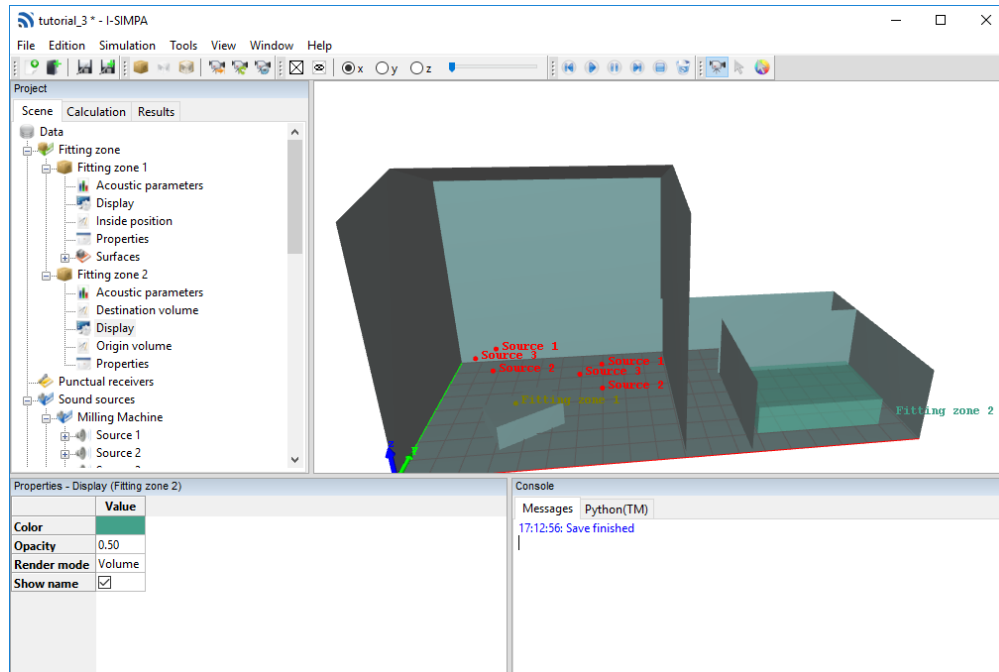 tutorial_3 * - I-SIMPA
File Edition Simulation Tools View Window Help
x y z
Project
Scene Calculation Results
Data
Fitting zone
Fitting zone 1
Acoustic parameters
Display
Inside position
Properties
Surfaces
Fitting zone 2
Acoustic parameters
Destination volume
Display
Origin volume
Properties
Punctual receivers
Sound sources
Milling Machine
Source 1
Source 2
Source 1
Source 3
Source 2
Source 1
Source 3
Source 2
Fitting zone 1
Fitting zone 2
z
Properties - Display (Fitting zone 2)
Value
Color
Opacity 0.50
Render mode Volume
Show name
Console
Messages Python(TM)
17:12:56: Save finished